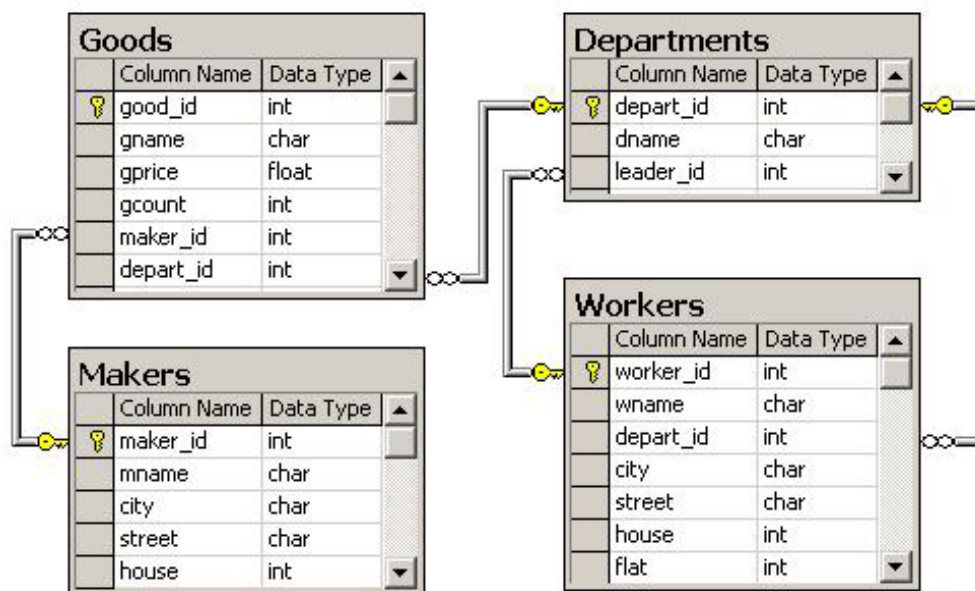 Goods
Column Name Data Type
good_id int
gname char
gprice float
gcount int
maker_id int
depart_id int
Makers
Column Name Data Type
maker_id int
mname char
city char
street char
house int
Departments
Column Name Data Type
depart_id int
dname char
leader_id int
Workers
Column Name Data Type
worker_id int
wname char
depart_id int
city char
street char
house int
flat int